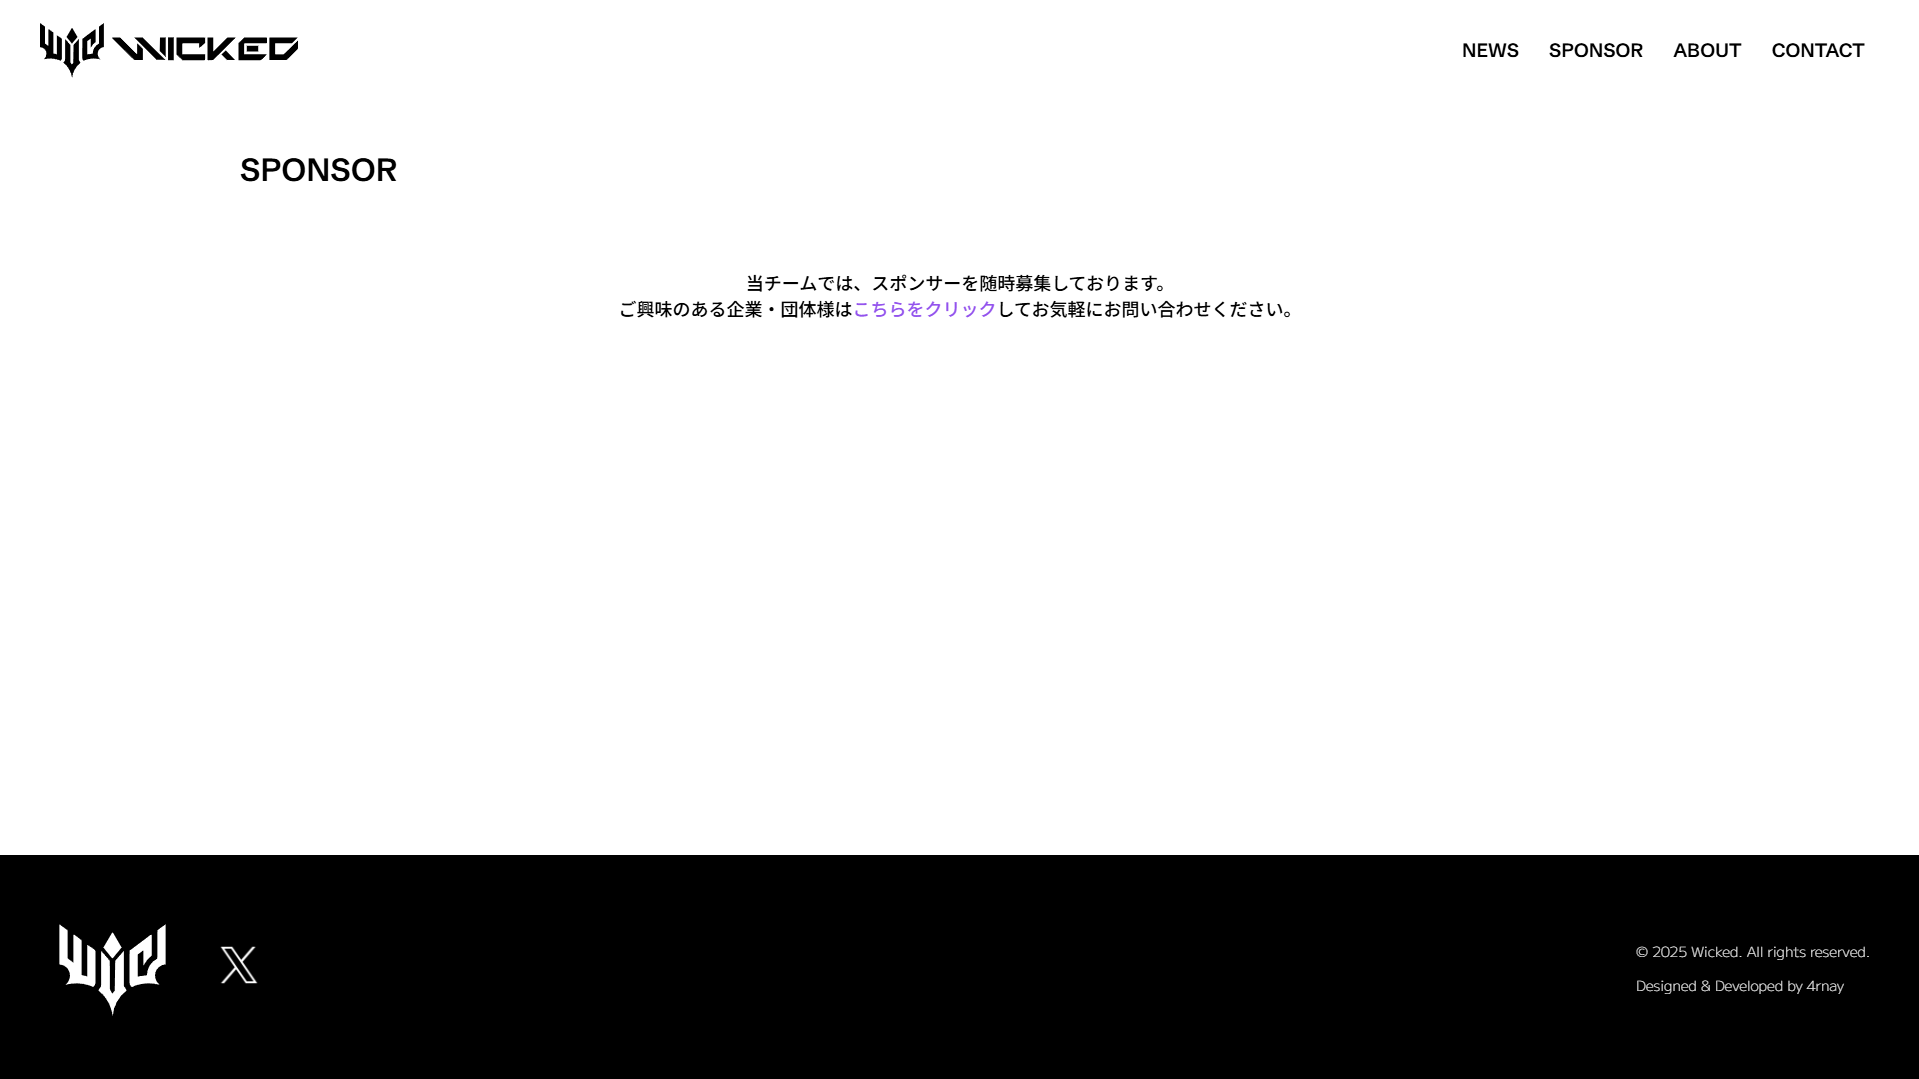 WICKED
NEWS SPONSOR ABOUT CONTACT
SPONSOR
当チームでは、スポンサーを随時募集しております。
ご興味のある企業・団体様はこちらをクリックしてお気軽にお問い合わせください。
© 2025 Wicked. All rights reserved.
Designed & Developed by 4rnay